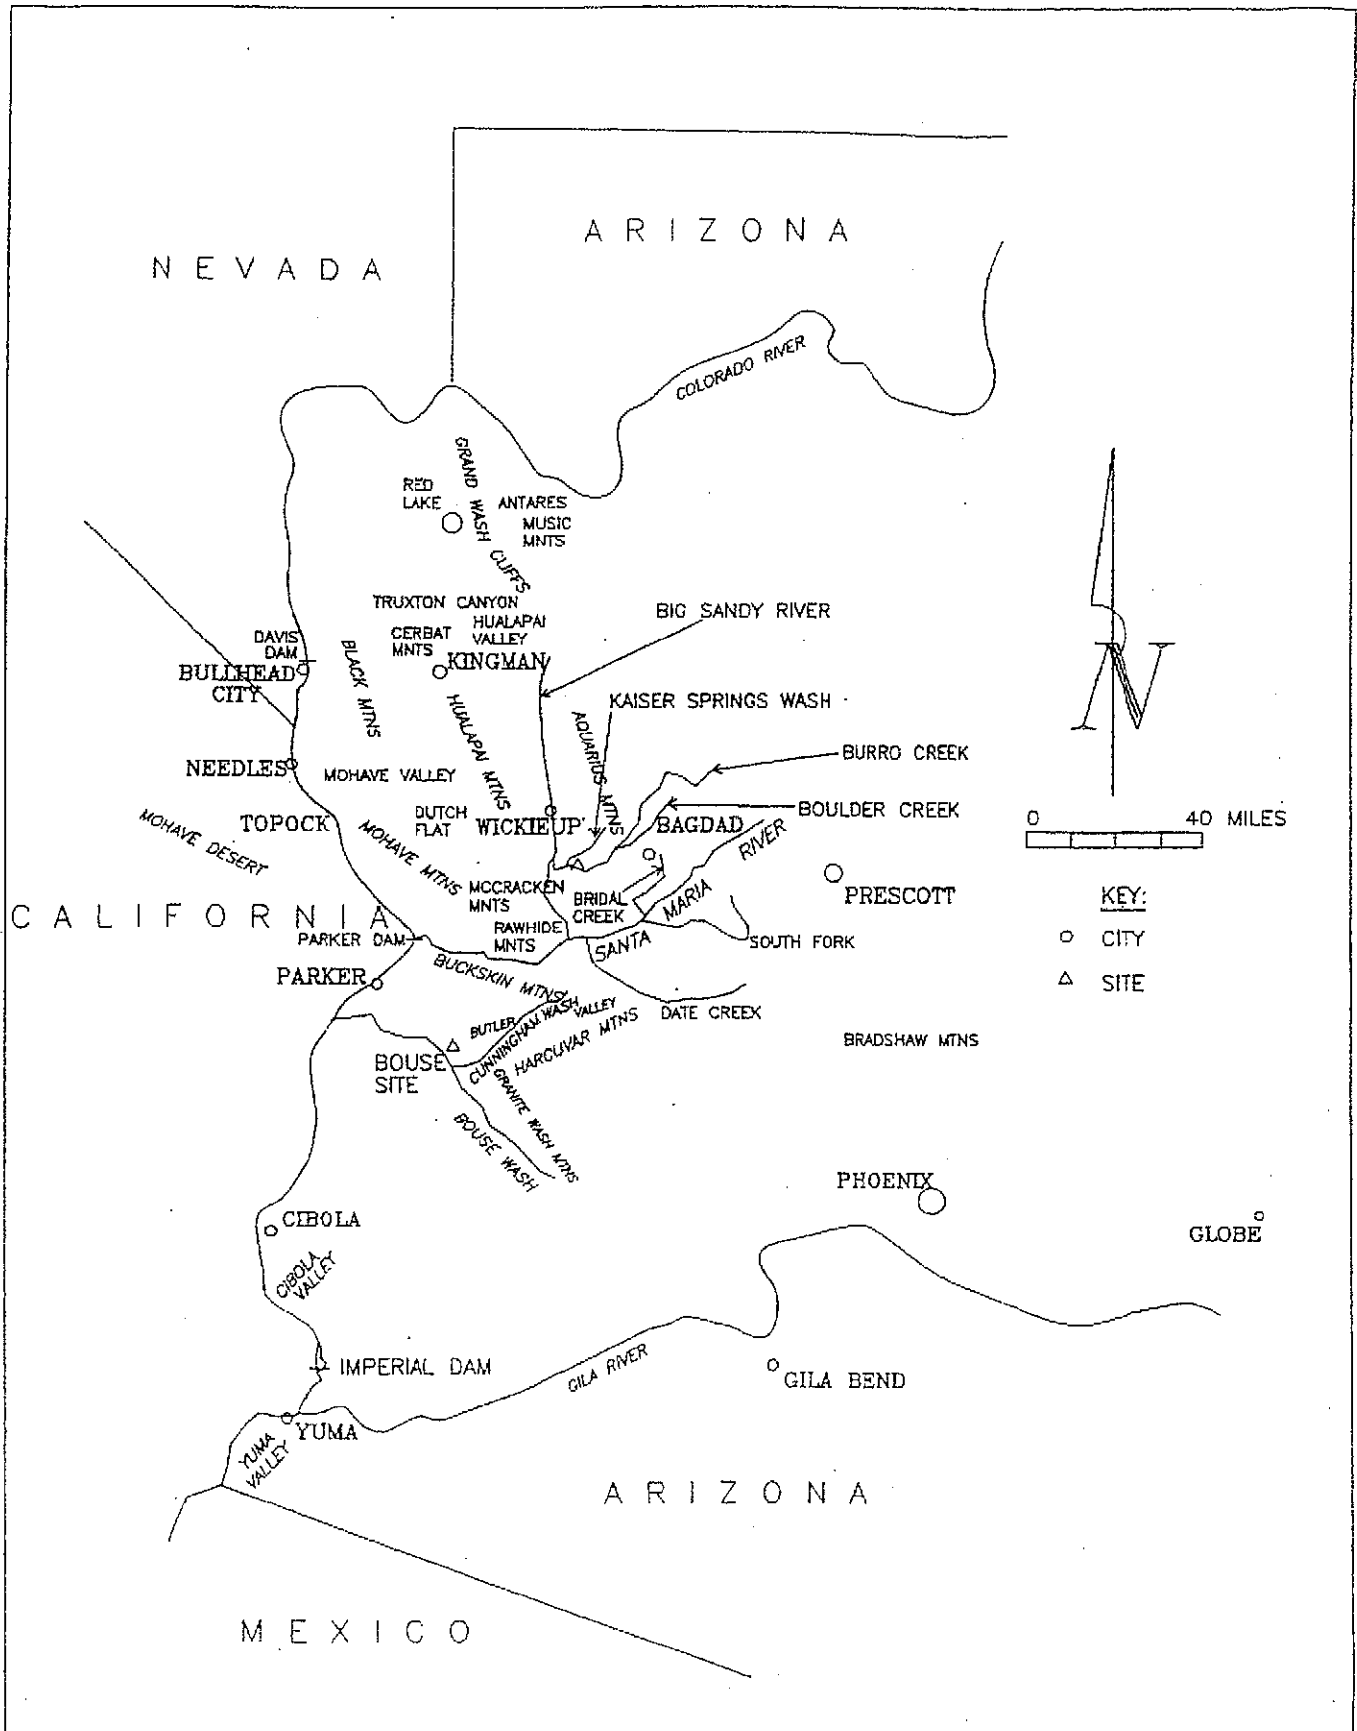 ARIZONA
NEVADA
COLORADO RIVER
GRAND WASH CLIFFS
RED
LAKE
ANTARES
MUSIC
MNTS
TRUXTON CANYON
HUALAPAI
VALLEY
CERBAT
MNTS
KINGMAN
BIG SANDY RIVER
DAVIS
DAM
BULLHEAD
CITY
BLACK MTNS
HUALAPAI MTNS
AQUARIUS MTNS
KAISER SPRINGS WASH
BURRO CREEK
NEEDLES
MOHAVE VALLEY
BOULDER CREEK
DUTCH
FLAT
WICKIEUP
BAGDAD
TOPOCK
MOHAVE DESERT
MOHAVE MTNS
0 40 MILES
N
MCCRACKEN
MNTS
BRIDAL
CREEK
SANTA MARIA RIVER
PRESCOTT
KEY:
CITY
SITE
CALIFORNIA
PARKER DAM
RAWHIDE
MNTS
SOUTH FORK
PARKER
BUCKSKIN MTNS
DATE CREEK
BUTLER
VALLEY
CUNNINGHAM WASH
HARCUVAR MTNS
BRADSHAW MTNS
BOUSE
SITE
GRANITE WASH MTNS
BOUSE WASH
PHOENIX
GLOBE
CIBOLA
CIBOLA
VALLEY
IMPERIAL DAM
GILA RIVER
GILA BEND
YUMA
YUMA
VALLEY
ARIZONA
MEXICO